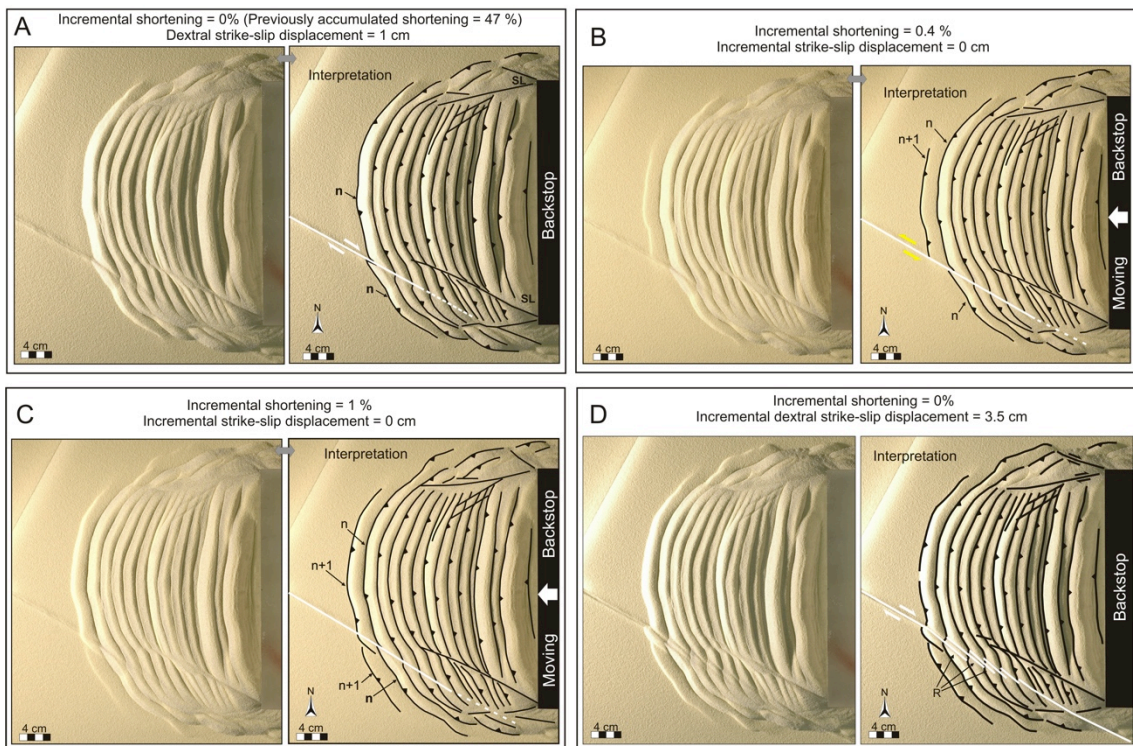 A
Incremental shortening = 0% (Previously accumulated shortening = 47 %)
Dextral strike-slip displacement = 1 cm
Interpretation
SL
n
n
SL
Backstop
N
4 cm
4 cm
B
Incremental shortening = 0.4 %
Incremental strike-slip displacement = 0 cm
Interpretation
n
n+1
n
Backstop
Moving
N
4 cm
4 cm
C
Incremental shortening = 1 %
Incremental strike-slip displacement = 0 cm
Interpretation
n
n+1
n+1
n
Backstop
Moving
N
4 cm
4 cm
D
Incremental shortening = 0%
Incremental dextral strike-slip displacement = 3.5 cm
Interpretation
R
Backstop
N
4 cm
4 cm